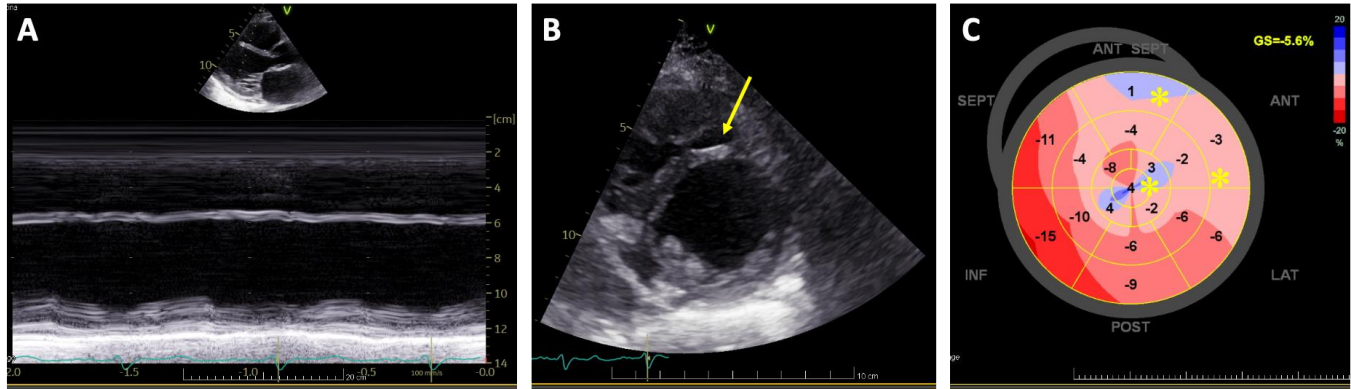 A
V
5
10
[cm]
2
4
6
8
10
12
14
2.0
-1.5
-1.0
-0.5
-0.0
20 cm
100 mm/s
B
V
5
10
10 cm
C
20
GS=-5.6%
ANT SEPT
SEPT
ANT
1
-11
-4
-3
-4
-2
-8
3
4
-10
4
-2
-6
-15
-6
-6
-9
INF
LAT
POST
-20
%